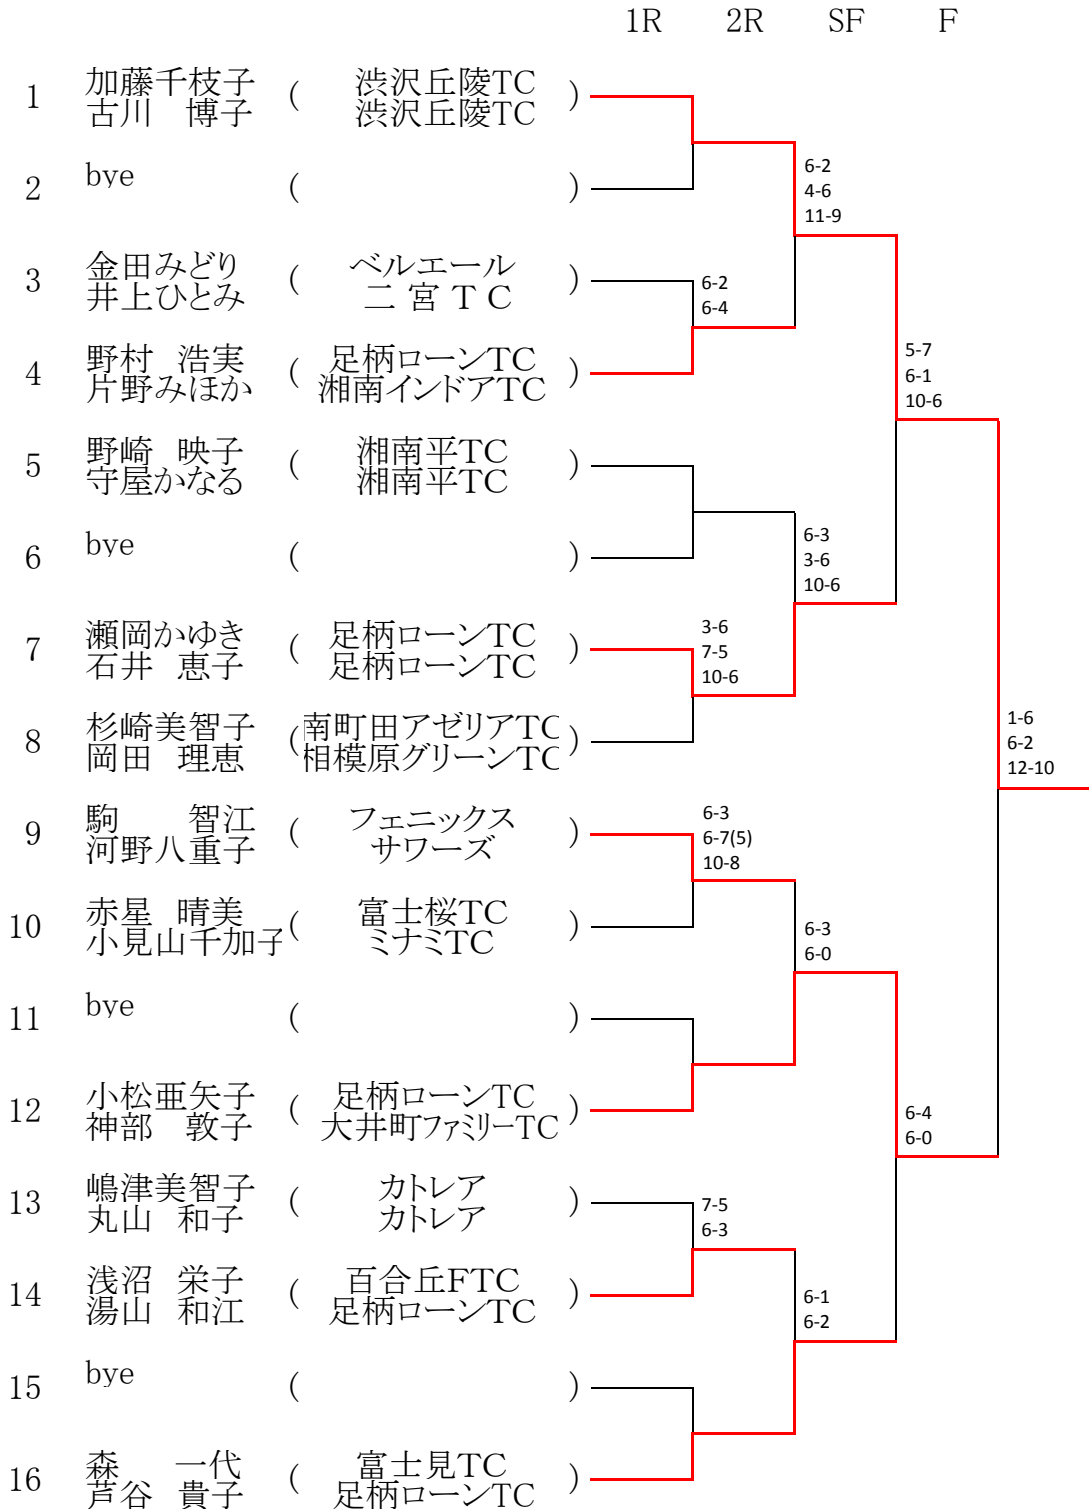 1R 2R SF F
1 加藤千枝子 ( 渋沢丘陵TC )
古川 博子 渋沢丘陵TC
2 bye ( )
6-2
4-6
11-9
3 金田みどり ( ベルエール )
井上ひとみ 二 宮 T C
6-2
6-4
4 野村 浩実 ( 足柄ローンTC )
片野みほか 湘南インドアTC
5-7
6-1
10-6
5 野崎 映子 ( 湘南平TC )
守屋かなる 湘南平TC
6 bye ( )
6-3
3-6
10-6
7 瀬岡かゆき ( 足柄ローンTC )
石井 恵子 足柄ローンTC
3-6
7-5
10-6
8 杉崎美智子 ( 南町田アゼリアTC )
岡田 理恵 相模原グリーンTC
1-6
6-2
12-10
9 駒 智江 ( フェニックス )
河野八重子 サワーズ
6-3
6-7(5)
10-8
10 赤星 晴美 ( 富士桜TC )
小見山千加子 ミナミTC
6-3
6-0
11 bye ( )
12 小松亜矢子 ( 足柄ローンTC )
神部 敦子 大井町ファミリーTC
6-4
6-0
13 嶋津美智子 ( カトレア )
丸山 和子 カトレア
7-5
6-3
14 浅沼 栄子 ( 百合丘FTC )
湯山 和江 足柄ローンTC
6-1
6-2
15 bye ( )
16 森 一代 ( 富士見TC )
芦谷 貴子 足柄ローンTC